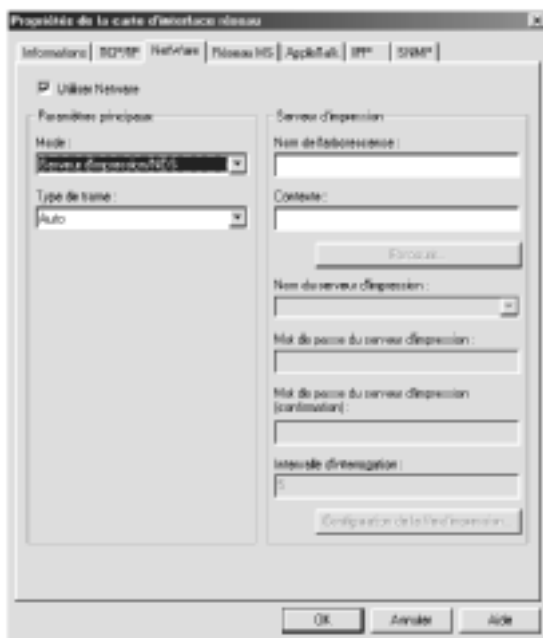 Propriétés de la carte d'interface réseau
Informations TCP/IP NetWare Réseau MS AppleTalk IPP SNMP
Utiliser Netware
Paramètres principaux
Mode :
Serveur d'impression/NDS
Type de trame :
Auto
Serveur d'impression
Nom de l'arborescence :
Contexte :
Parcourir...
Nom du serveur d'impression :
Mot de passe du serveur d'impression :
Mot de passe du serveur d'impression
(confirmation) :
Intervalle d'interrogation :
5
Configuration de la file d'impression...
OK Annuler Aide